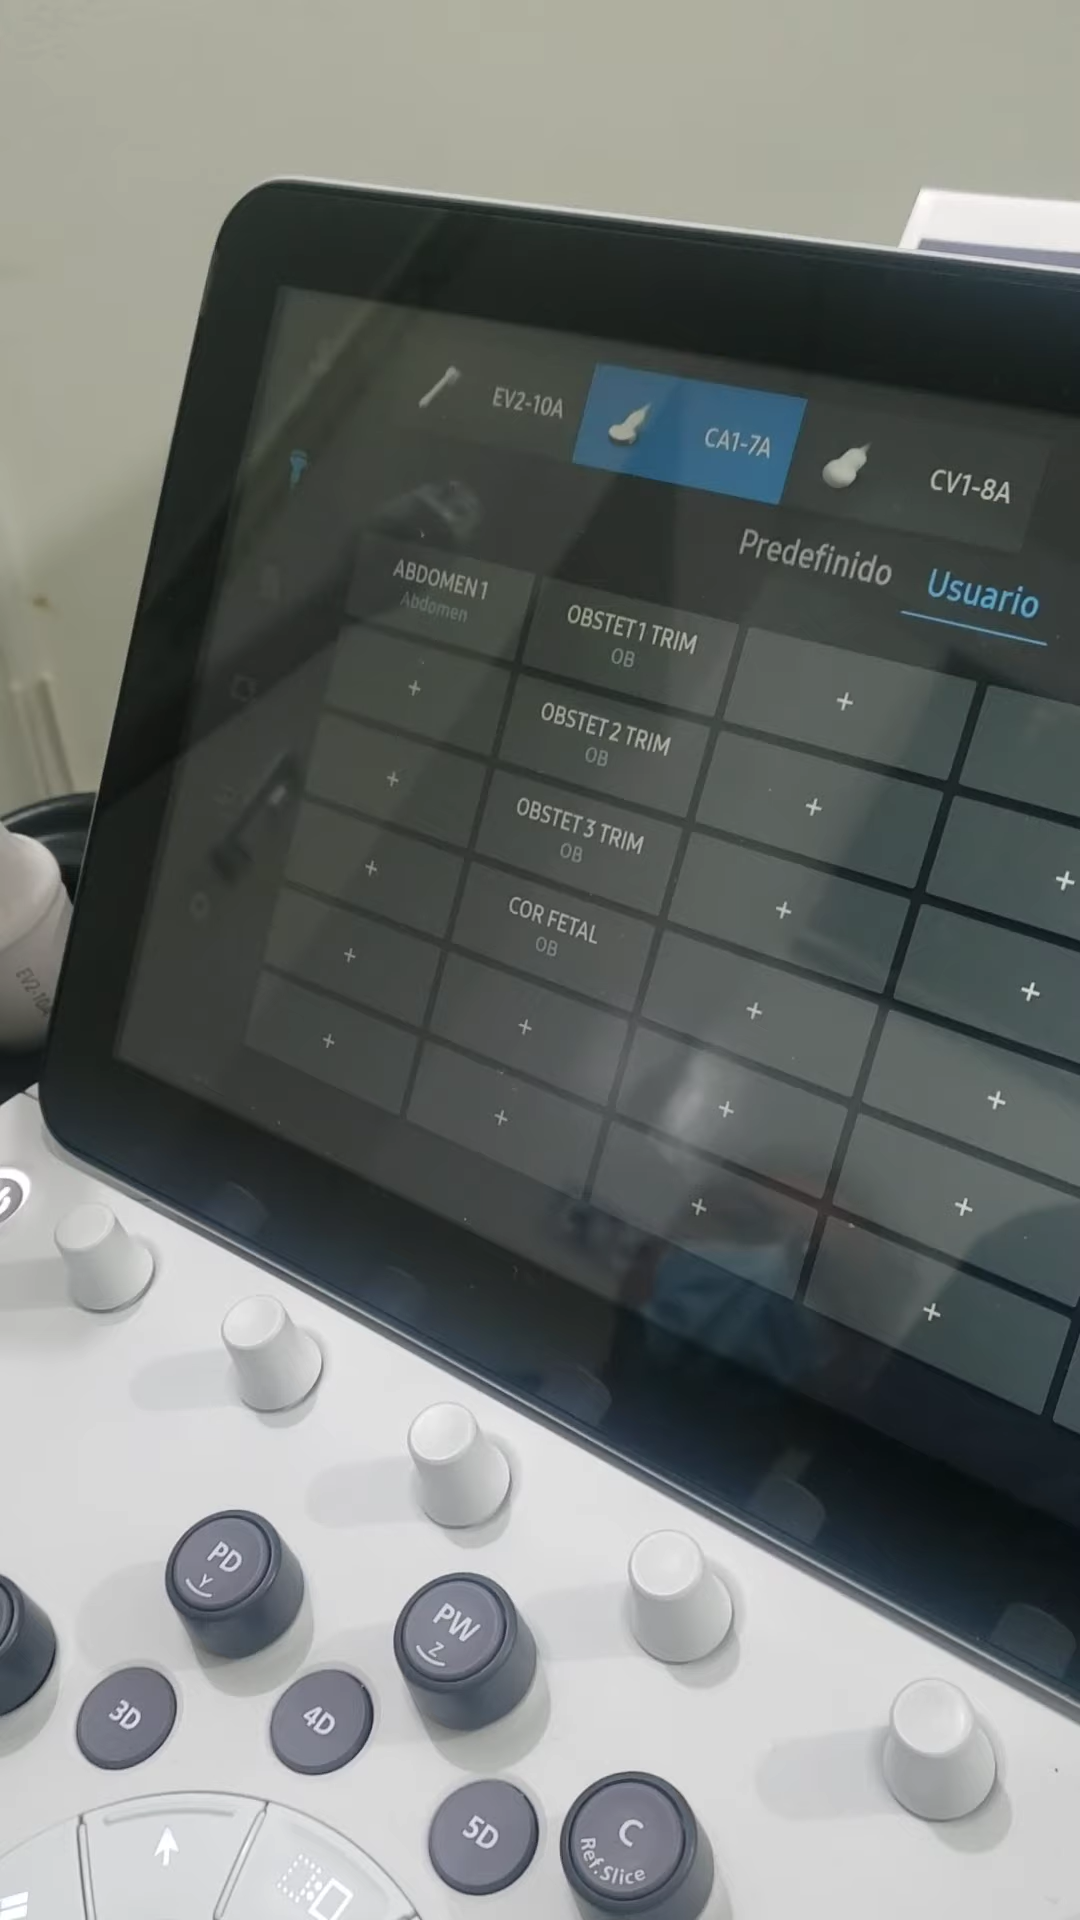 EV2-10A
CA1-7A
CV1-8A
Predefinido
Usuario
ABDOMEN 1
Abdomen
OBSTET 1 TRIM
OB
OBSTET 2 TRIM
OB
OBSTET 3 TRIM
OB
COR FETAL
OB
PD
Y
PW
Z
3D
4D
5D
C
Ref.Slice